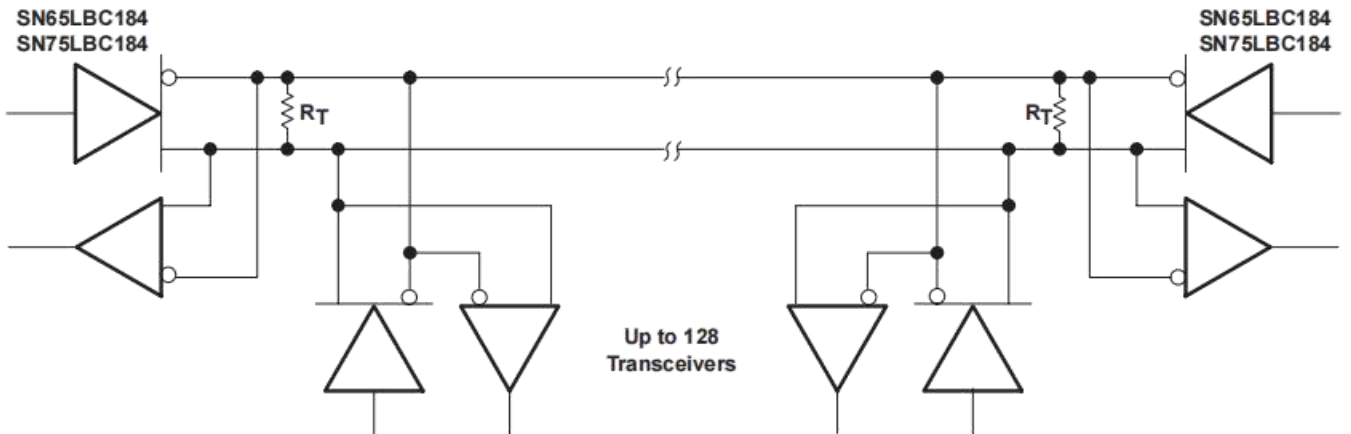 SN65LBC184
SN75LBC184
SN65LBC184
SN75LBC184
RT
RT
Up to 128
Transceivers